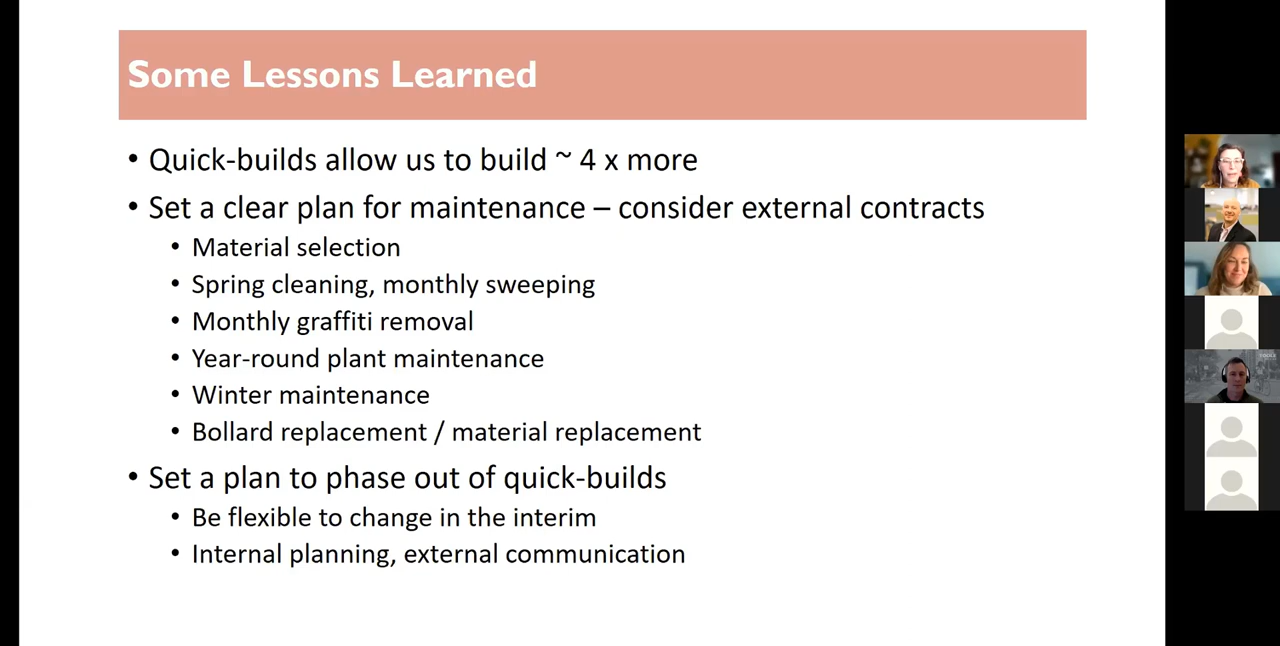 Some Lessons Learned
• Quick-builds allow us to build ~ 4 x more
• Set a clear plan for maintenance – consider external contracts
• Material selection
• Spring cleaning, monthly sweeping
• Monthly graffiti removal
• Year-round plant maintenance
• Winter maintenance
• Bollard replacement / material replacement
• Set a plan to phase out of quick-builds
• Be flexible to change in the interim
• Internal planning, external communication